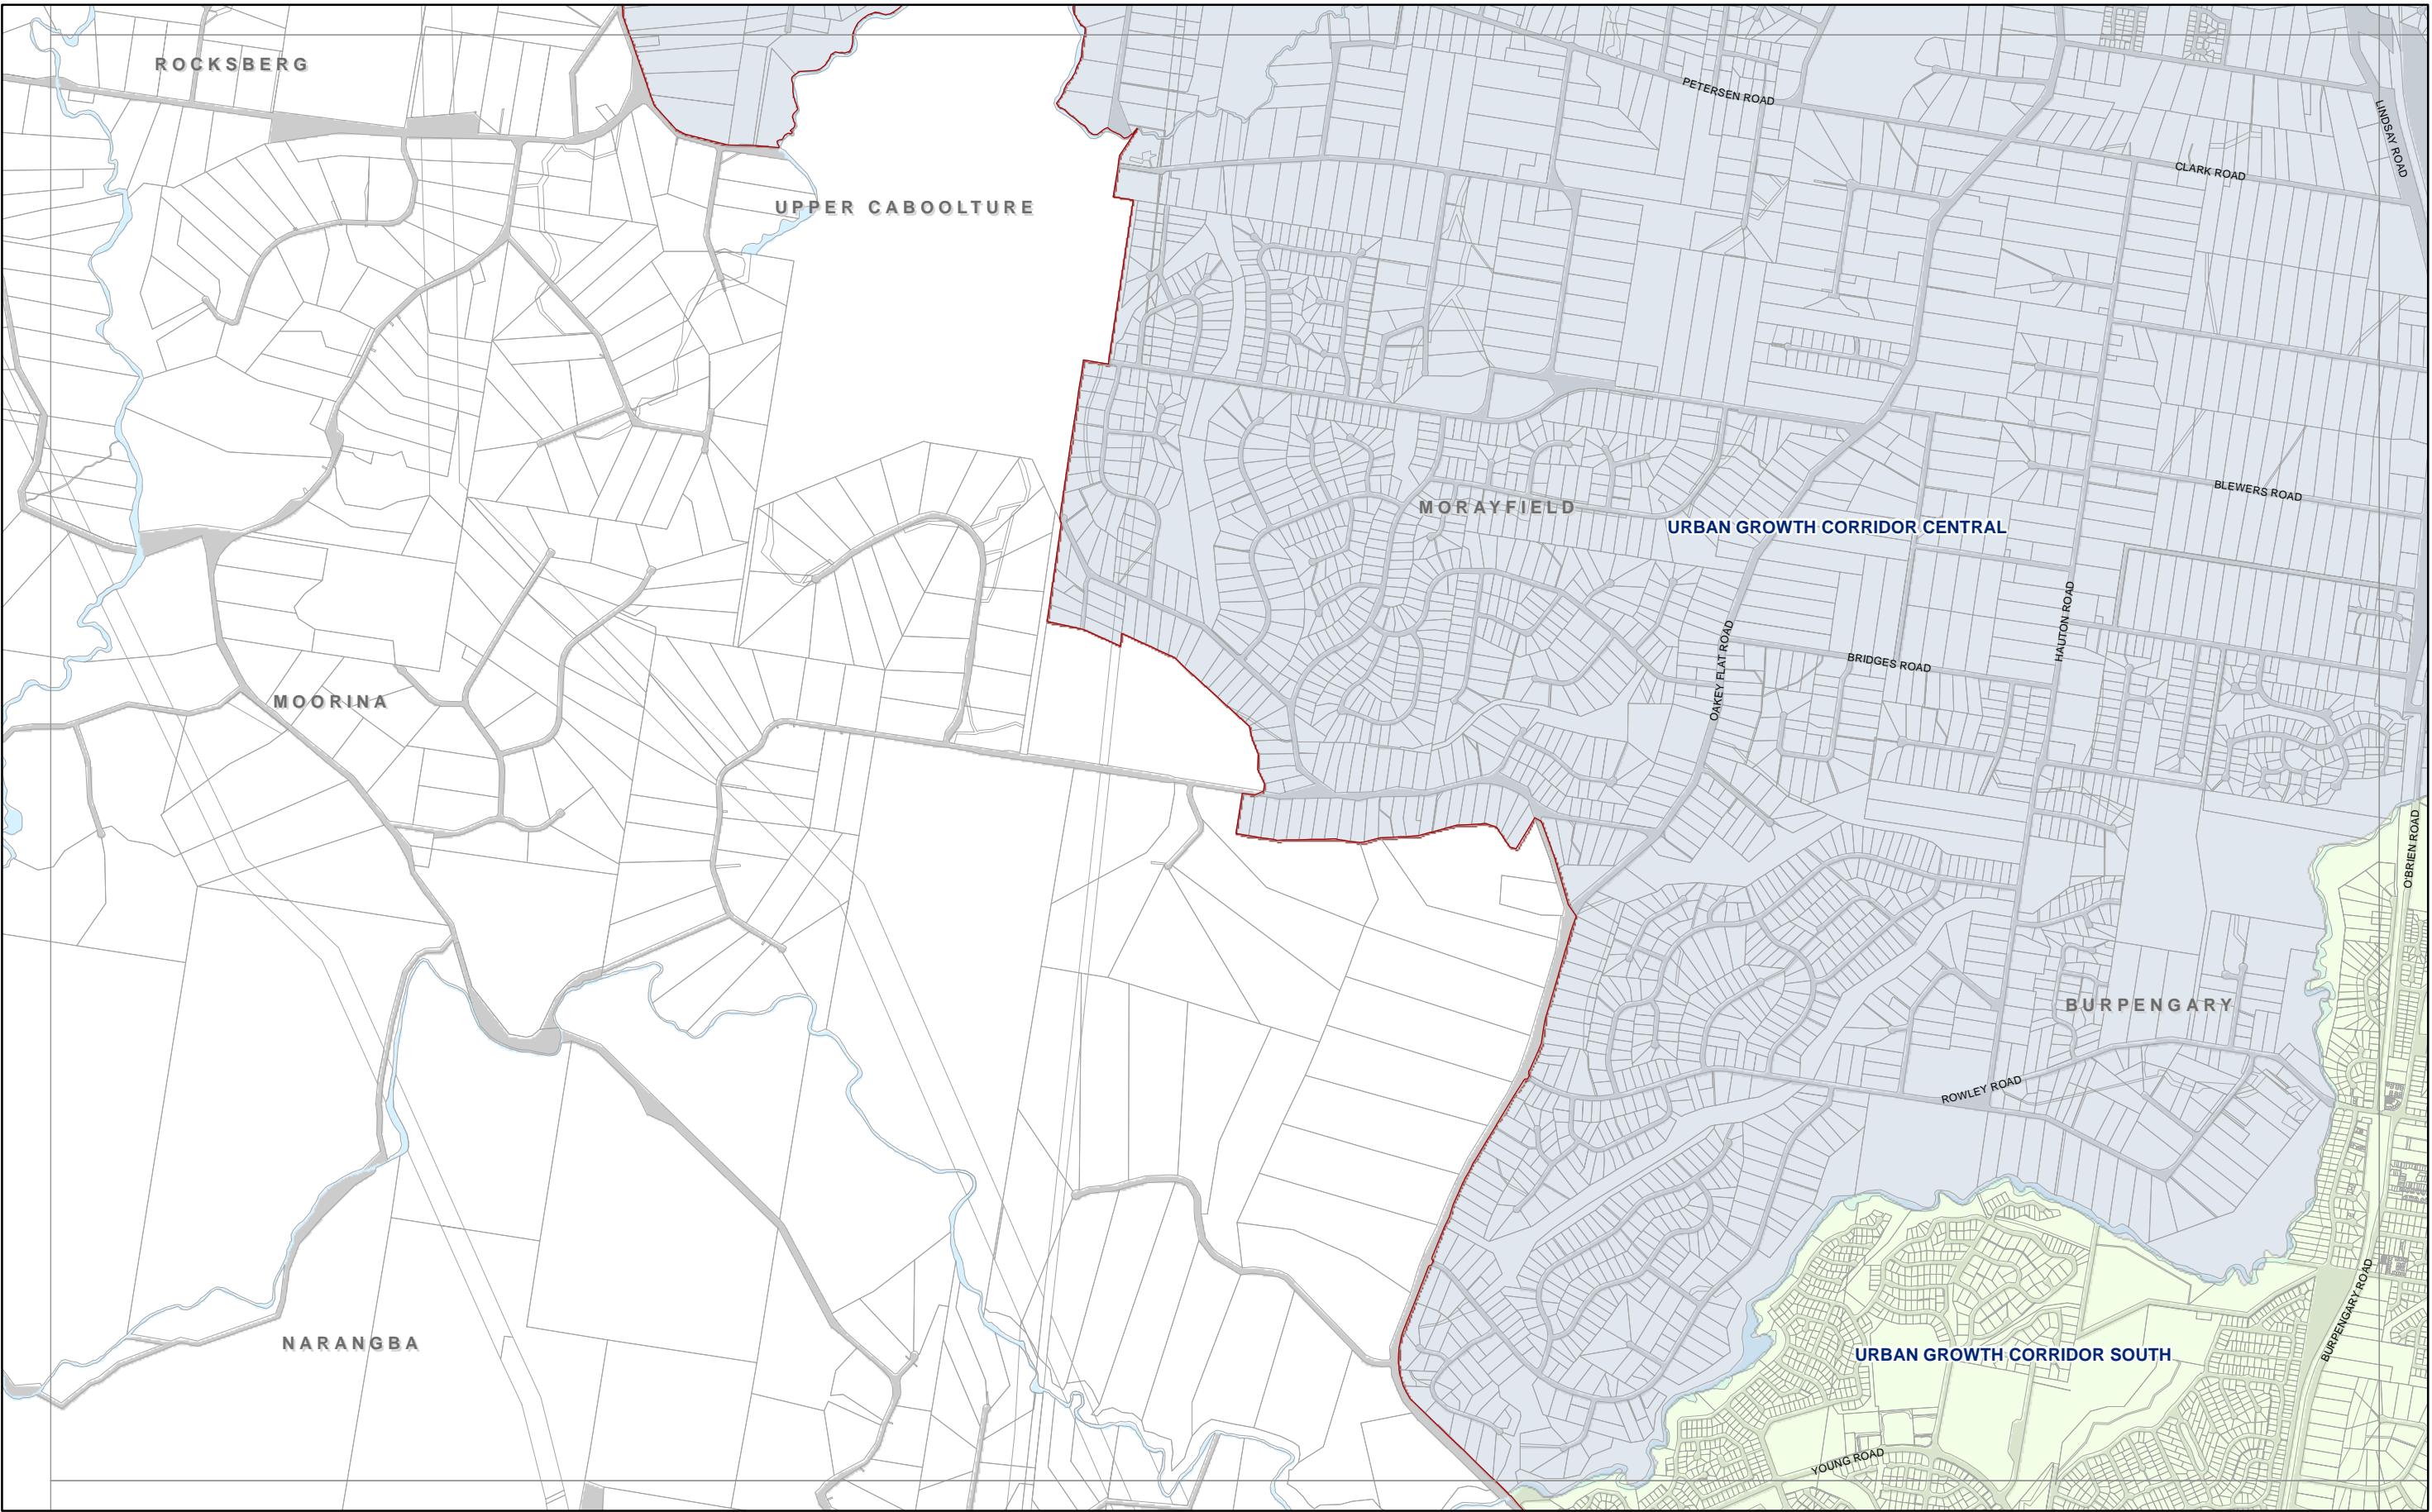 ROCKSBERG
PETERSEN ROAD
LINDSAY ROAD
CLARK ROAD
UPPER CABOOLTURE
BLEWERS ROAD
MORAYFIELD
URBAN GROWTH CORRIDOR CENTRAL
HAUTON ROAD
OAKEY FLAT ROAD
BRIDGES ROAD
MOORINA
O'BRIEN ROAD
BURPENGARY
ROWLEY ROAD
BURPENGARY ROAD
NARANGBA
URBAN GROWTH CORRIDOR SOUTH
YOUNG ROAD